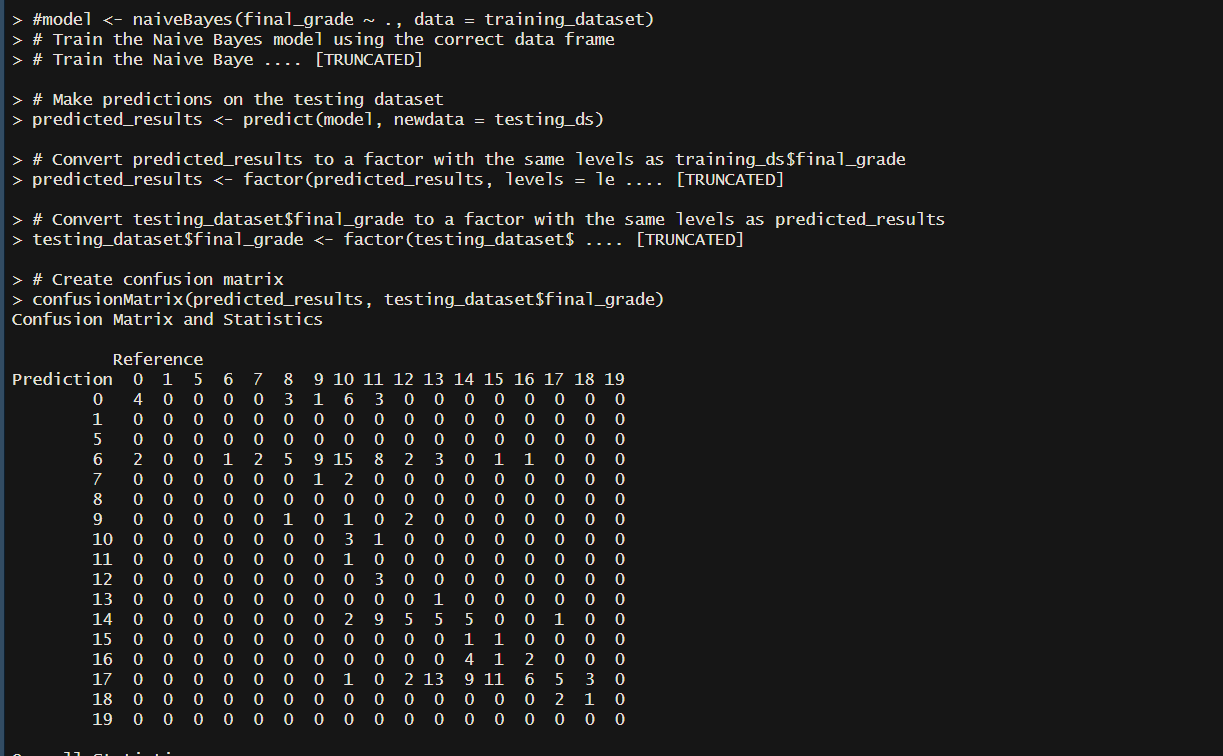 > #model <- naiveBayes(final_grade ~ ., data = training_dataset)
> # Train the Naive Bayes model using the correct data frame
> # Train the Naive Baye .... [TRUNCATED]

> # Make predictions on the testing dataset
> predicted_results <- predict(model, newdata = testing_ds)

> # Convert predicted_results to a factor with the same levels as training_ds$final_grade
> predicted_results <- factor(predicted_results, levels = le .... [TRUNCATED]

> # Convert testing_dataset$final_grade to a factor with the same levels as predicted_results
> testing_dataset$final_grade <- factor(testing_dataset$ .... [TRUNCATED]

> # Create confusion matrix
> confusionMatrix(predicted_results, testing_dataset$final_grade)
Confusion Matrix and Statistics

          Reference
Prediction  0  1  5  6  7  8  9 10 11 12 13 14 15 16 17 18 19
        0   4  0  0  0  0  3  1  6  3  0  0  0  0  0  0  0  0
        1   0  0  0  0  0  0  0  0  0  0  0  0  0  0  0  0  0
        5   0  0  0  0  0  0  0  0  0  0  0  0  0  0  0  0  0
        6   2  0  0  1  2  5  9 15  8  2  3  0  1  1  0  0  0
        7   0  0  0  0  0  0  1  2  0  0  0  0  0  0  0  0  0
        8   0  0  0  0  0  0  0  0  0  0  0  0  0  0  0  0  0
        9   0  0  0  0  0  1  0  1  0  2  0  0  0  0  0  0  0
        10  0  0  0  0  0  0  0  3  1  0  0  0  0  0  0  0  0
        11  0  0  0  0  0  0  0  1  0  0  0  0  0  0  0  0  0
        12  0  0  0  0  0  0  0  0  3  0  0  0  0  0  0  0  0
        13  0  0  0  0  0  0  0  0  0  0  1  0  0  0  0  0  0
        14  0  0  0  0  0  0  0  2  9  5  5  5  0  0  1  0  0
        15  0  0  0  0  0  0  0  0  0  0  0  1  1  0  0  0  0
        16  0  0  0  0  0  0  0  0  0  0  0  4  1  2  0  0  0
        17  0  0  0  0  0  0  0  1  0  2 13  9 11  6  5  3  0
        18  0  0  0  0  0  0  0  0  0  0  0  0  0  0  2  1  0
        19  0  0  0  0  0  0  0  0  0  0  0  0  0  0  0  0  0